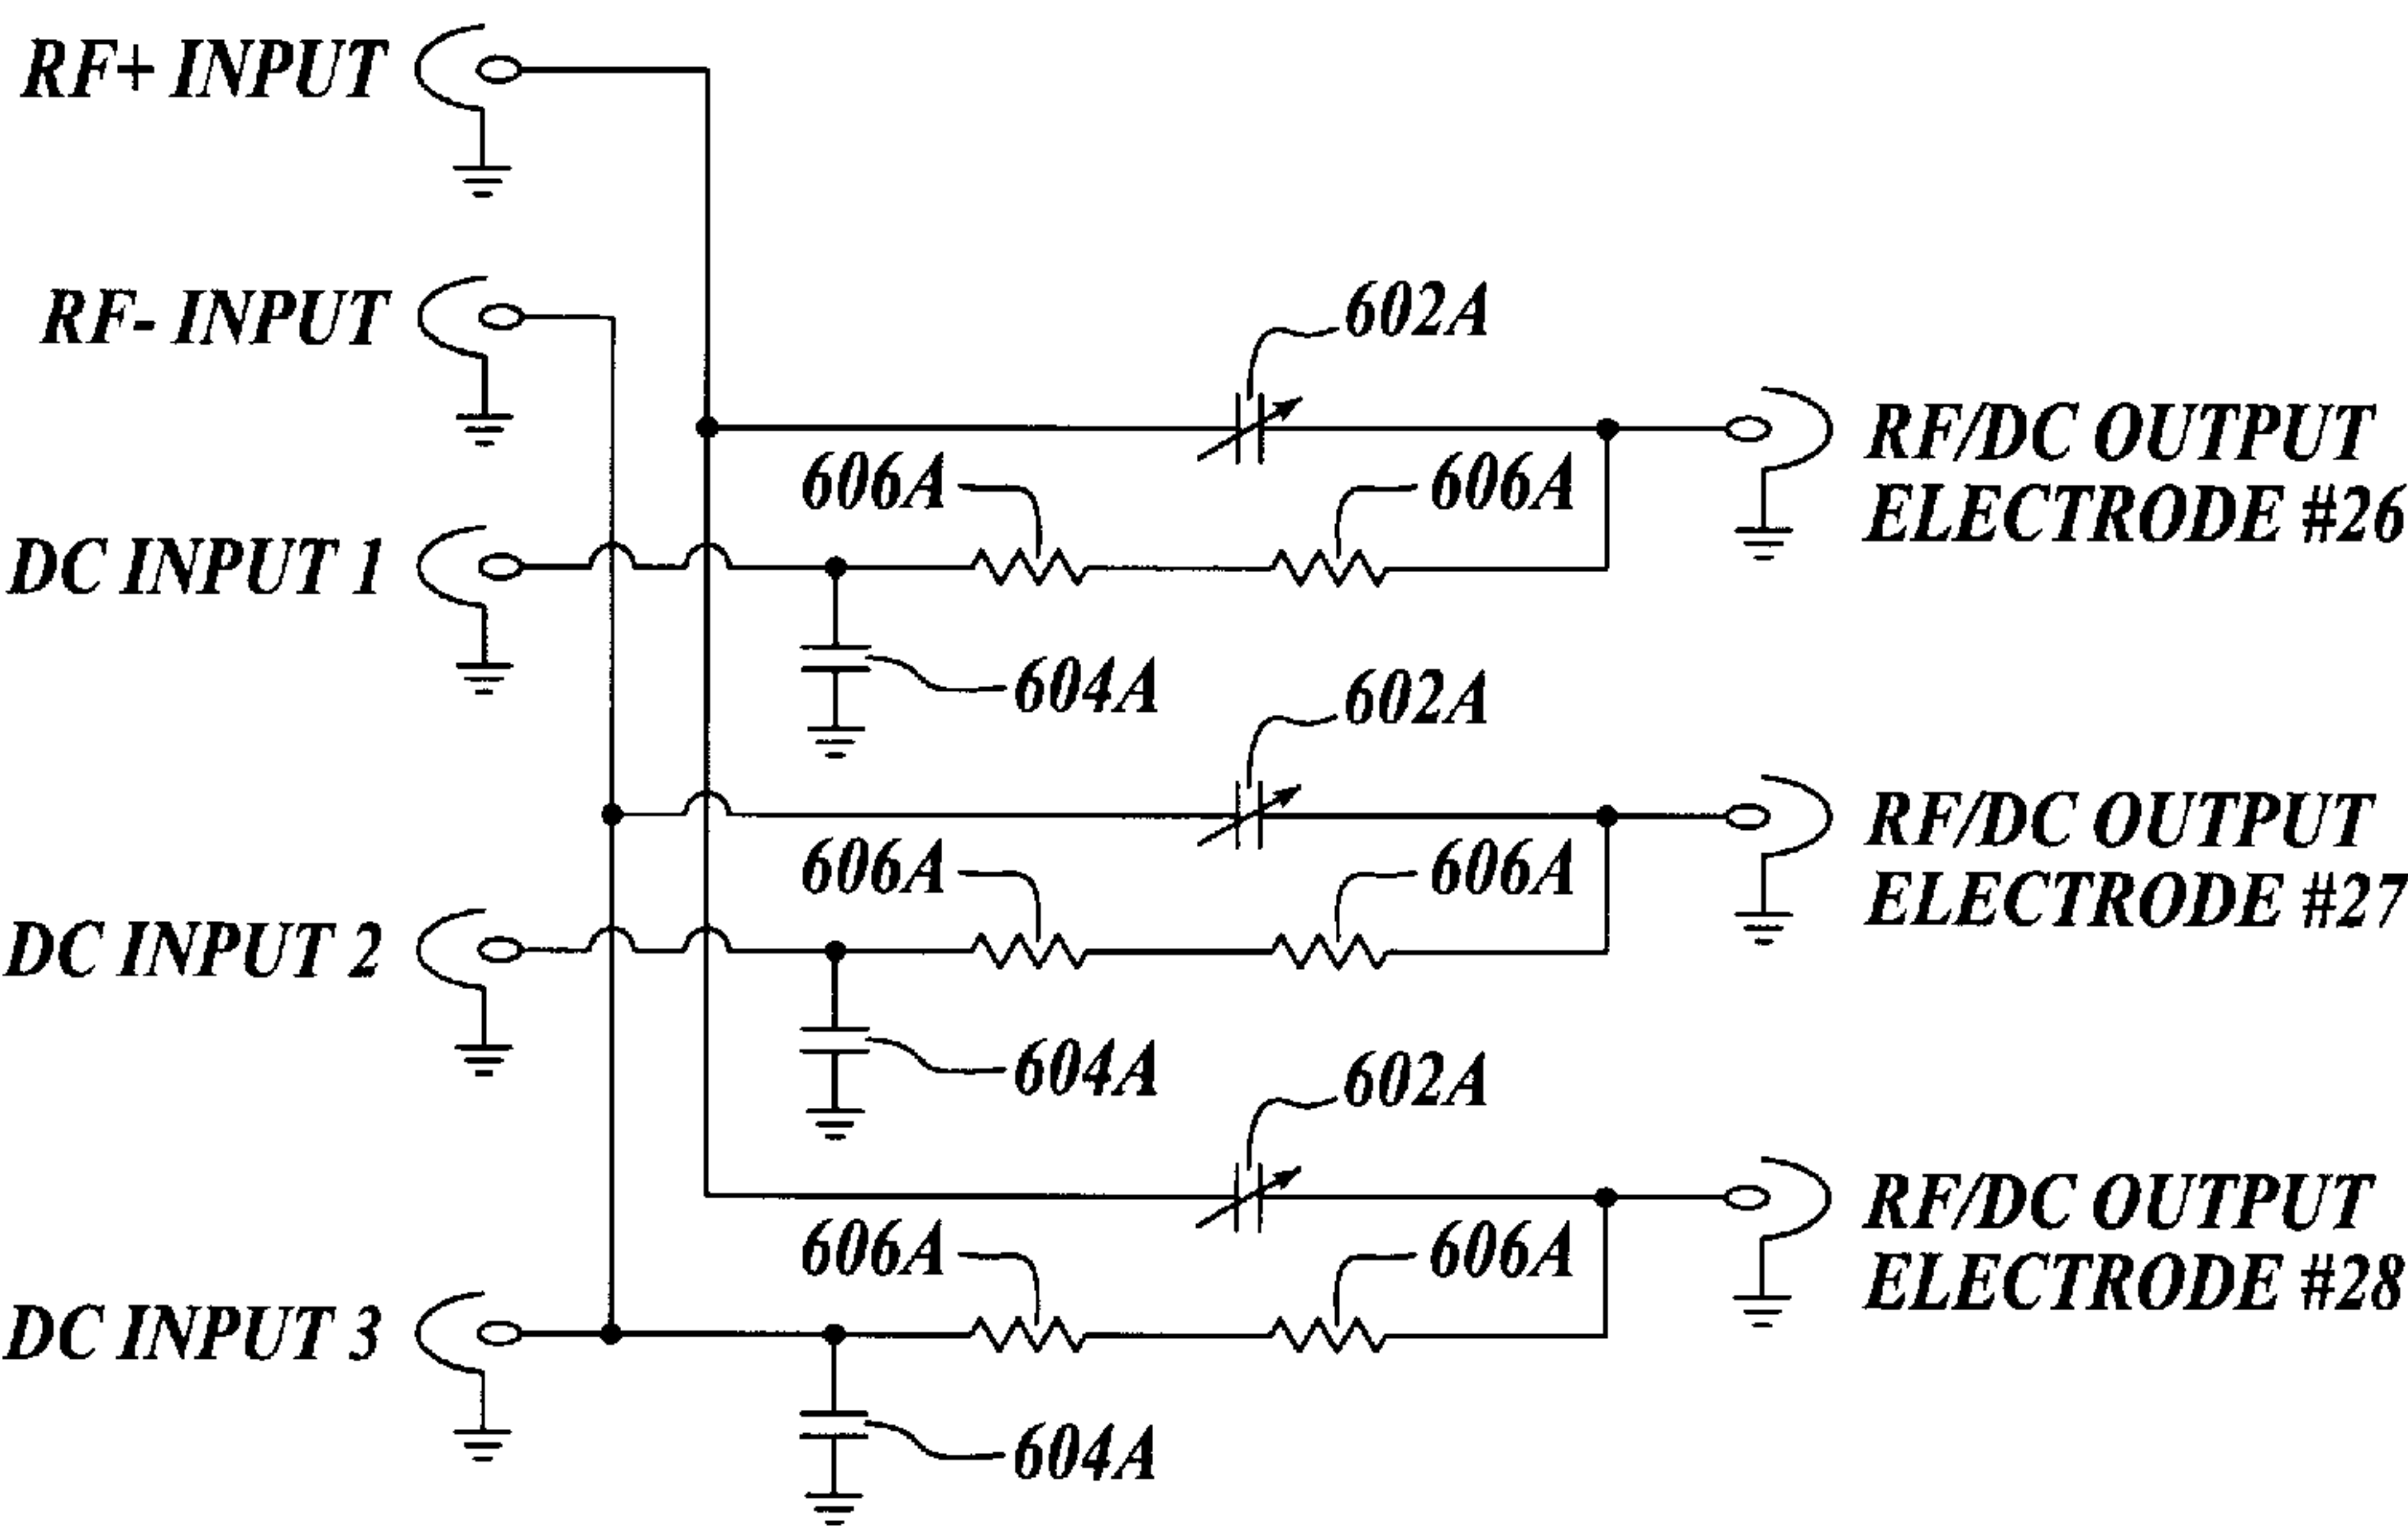 RF+ INPUT
RF- INPUT
602A
RF/DC OUTPUT
ELECTRODE #26
606A
606A
DC INPUT 1
604A
602A
RF/DC OUTPUT
ELECTRODE #27
606A
606A
DC INPUT 2
604A
602A
RF/DC OUTPUT
ELECTRODE #28
606A
606A
DC INPUT 3
604A